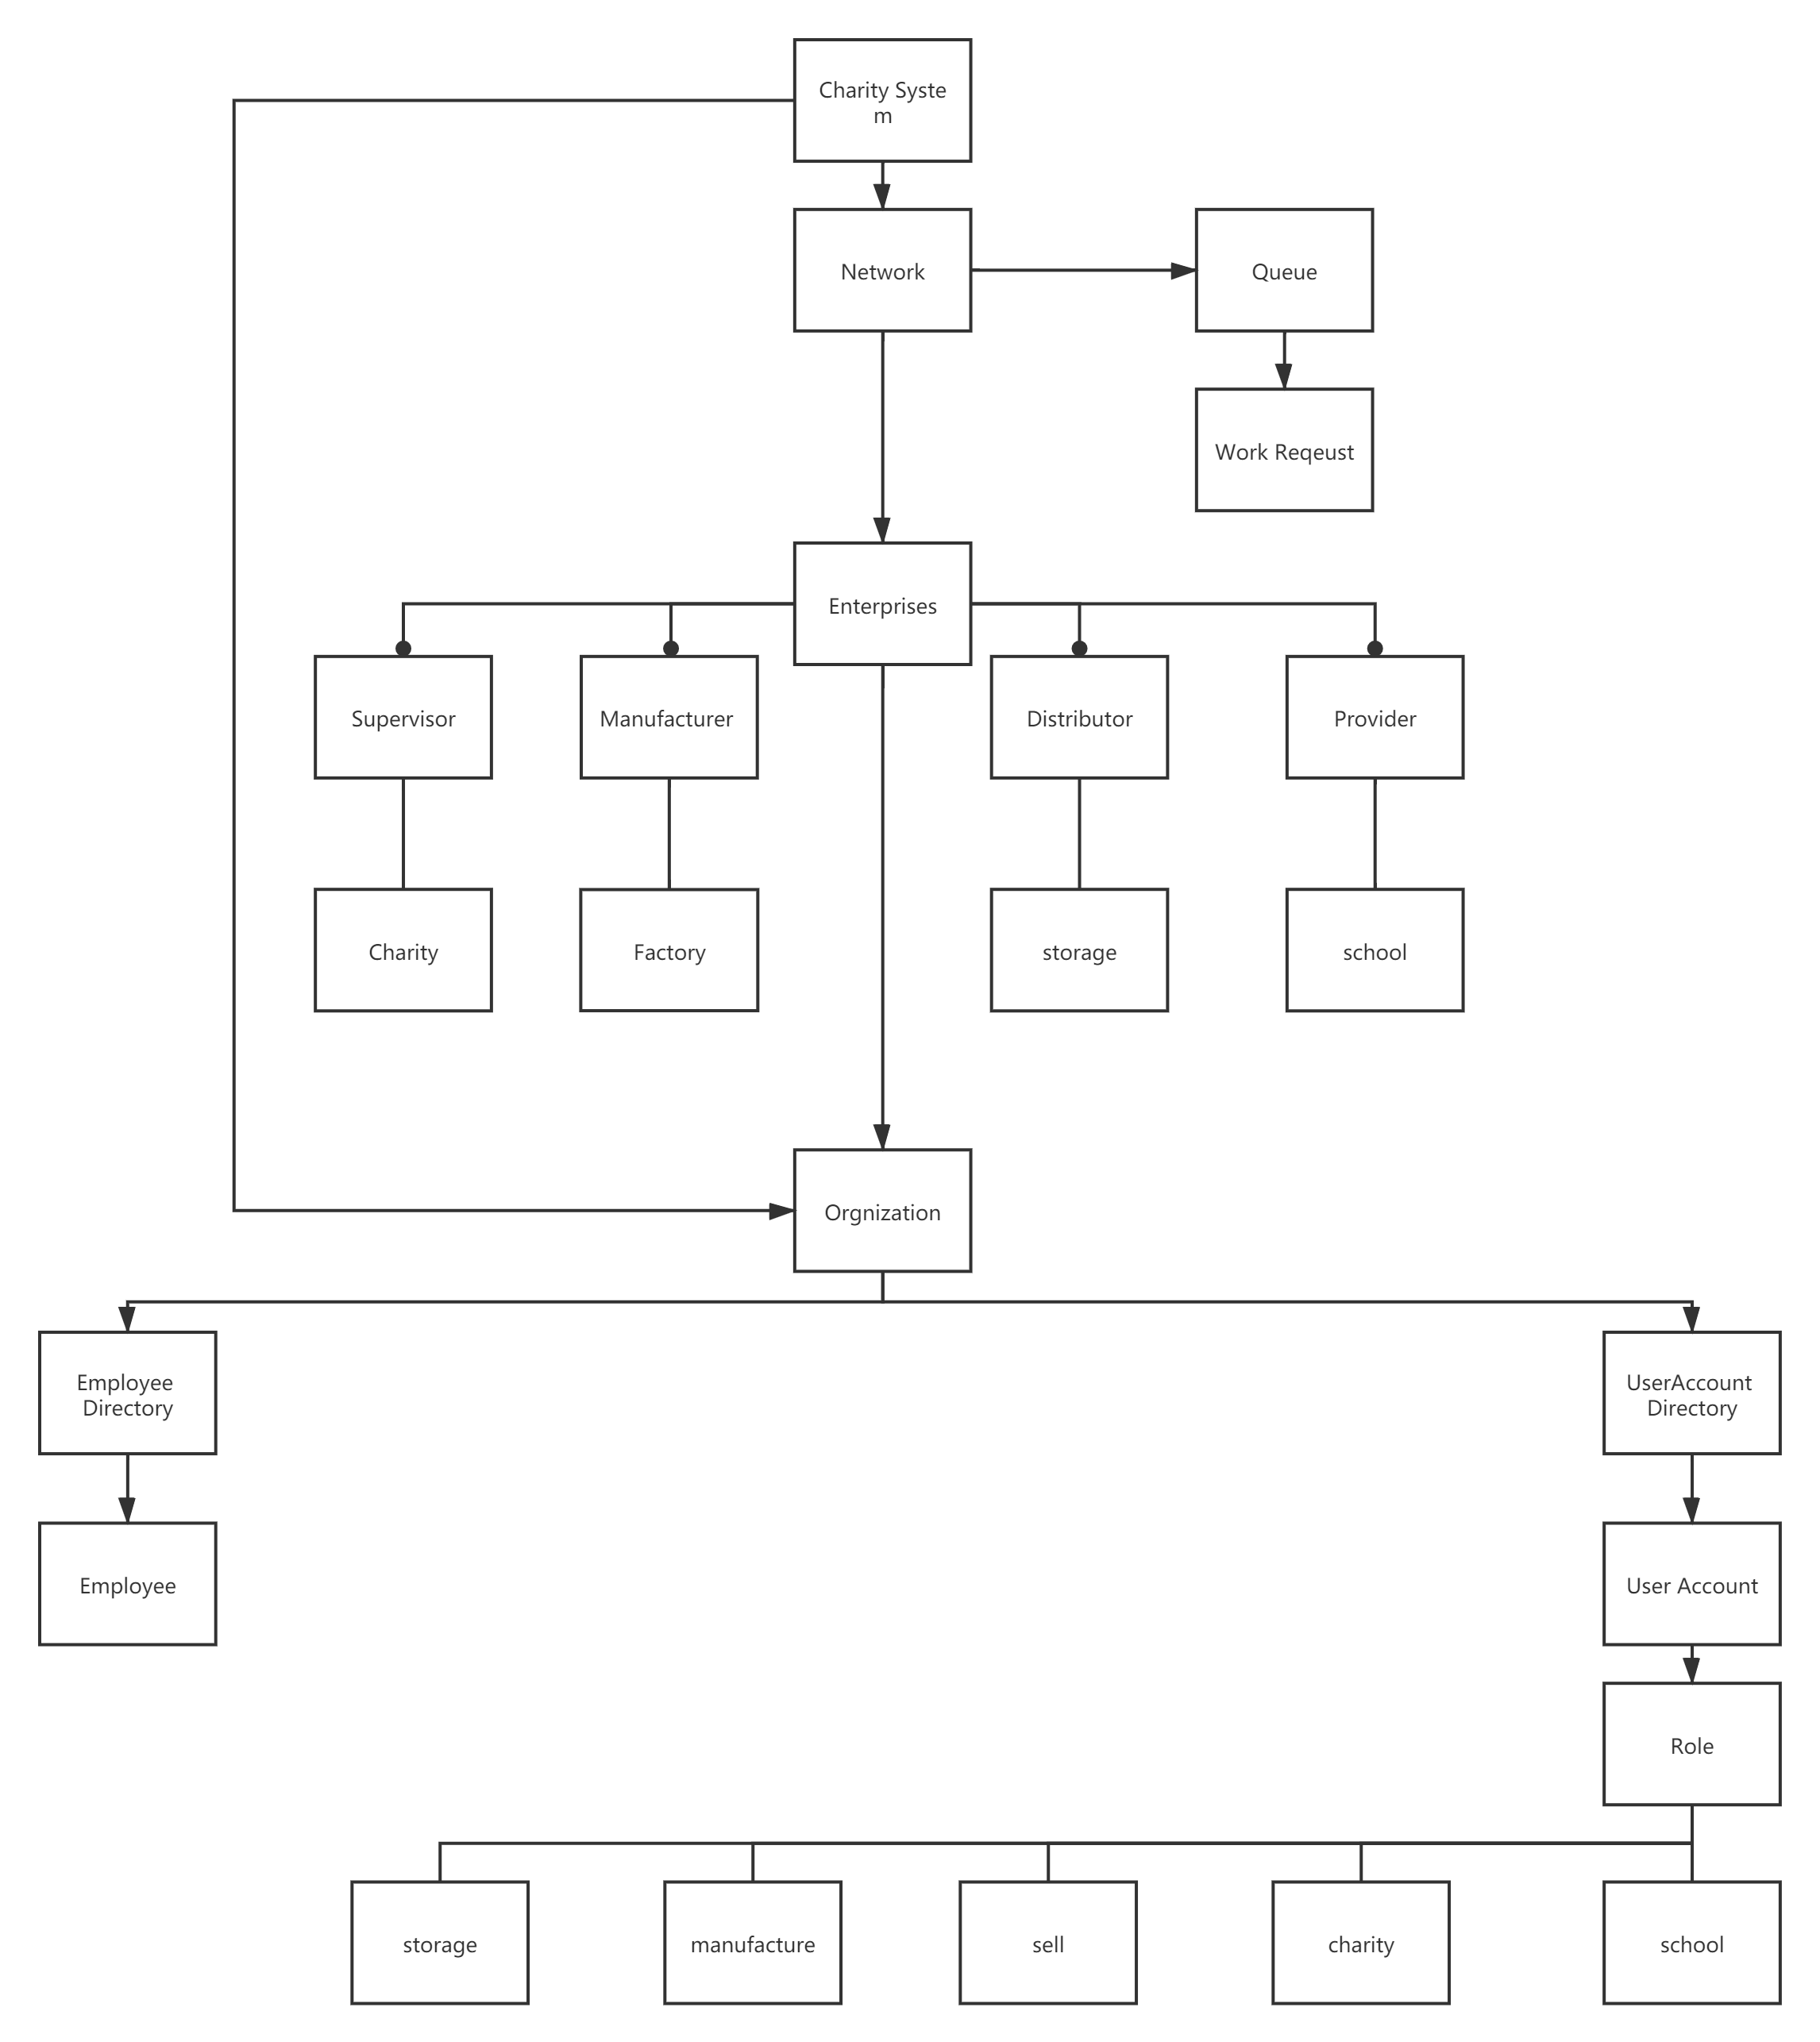 Charity Syste
m
Network
Queue
Work Reqeust
Enterprises
Supervisor
Manufacturer
Distributor
Provider
Charity
Factory
storage
school
Orgnization
Employee
Directory
UserAccount
Directory
Employee
User Account
Role
storage
manufacture
sell
charity
school